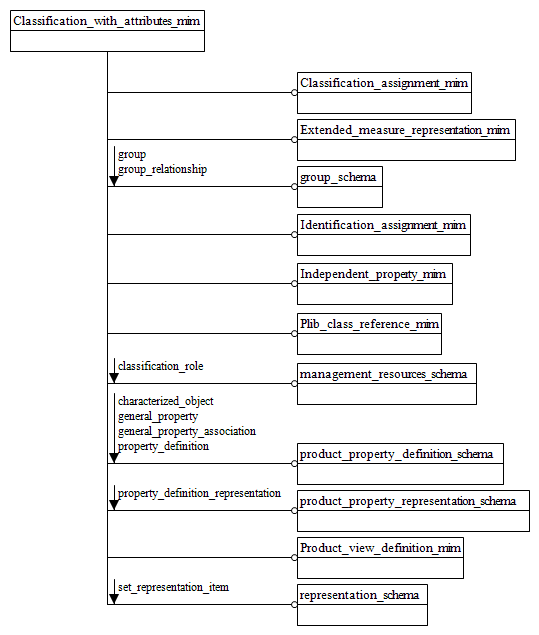 Classification_with_attributes_mim
Classification_assignment_mim
Extended_measure_representation_mim
group
group_relationship
group_schema
Identification_assignment_mim
Independent_property_mim
Plib_class_reference_mim
classification_role
management_resources_schema
characterized_object
general_property
general_property_association
property_definition
product_property_definition_schema
property_definition_representation
product_property_representation_schema
Product_view_definition_mim
set_representation_item
representation_schema